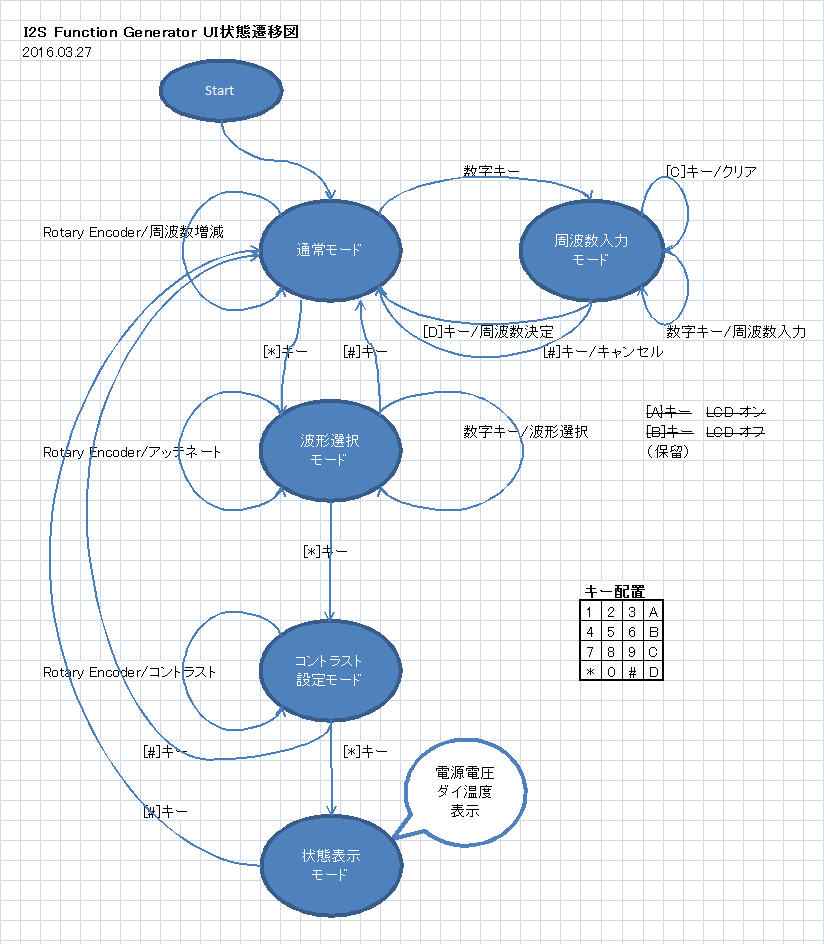 I2S Function Generator UI状態遷移図
2016.03.27
Start
数字キー
[C]キー/クリア
Rotary Encoder/周波数増減
通常モード
周波数入力
モード
[D]キー/周波数決定
数字キー/周波数入力
[*]キー
[#]キー
[#]キー/キャンセル
[A]キー LCD オン
[B]キー LCD オフ
(保留)
波形選択
モード
数字キー/波形選択
Rotary Encoder/アッテネート
[*]キー
キー配置
1 2 3 A
4 5 6 B
7 8 9 C
* 0 # D
コントラスト
設定モード
Rotary Encoder/コントラスト
[#]キー
[*]キー
電源電圧
ダイ温度
表示
[#]キー
状態表示
モード